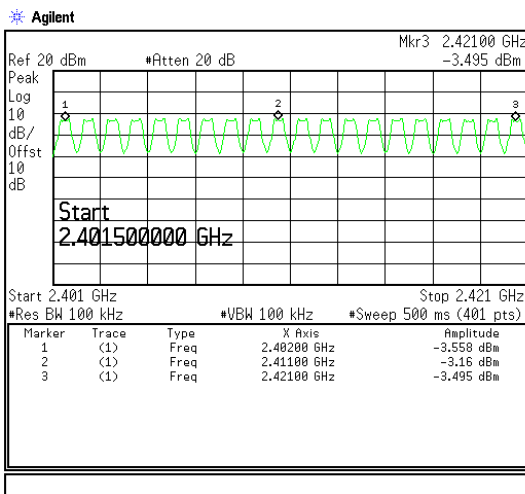 Agilent
Mkr3 2.42100 GHz
Ref 20 dBm #Atten 20 dB -3.495 dBm
Peak
Log
10
dB/
Offst
10
dB
1 2 3
Start
2.401500000 GHz
Start 2.401 GHz Stop 2.421 GHz
#Res BW 100 kHz #VBW 100 kHz #Sweep 500 ms (401 pts)
Marker Trace Type X Axis Amplitude
1 (1) Freq 2.40200 GHz -3.558 dBm
2 (1) Freq 2.41100 GHz -3.16 dBm
3 (1) Freq 2.42100 GHz -3.495 dBm